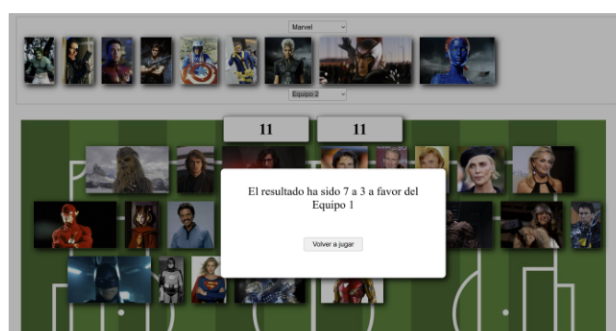 Marvel
Equipo 2
11
11
El resultado ha sido 7 a 3 a favor del
Equipo 1
Volver a jugar